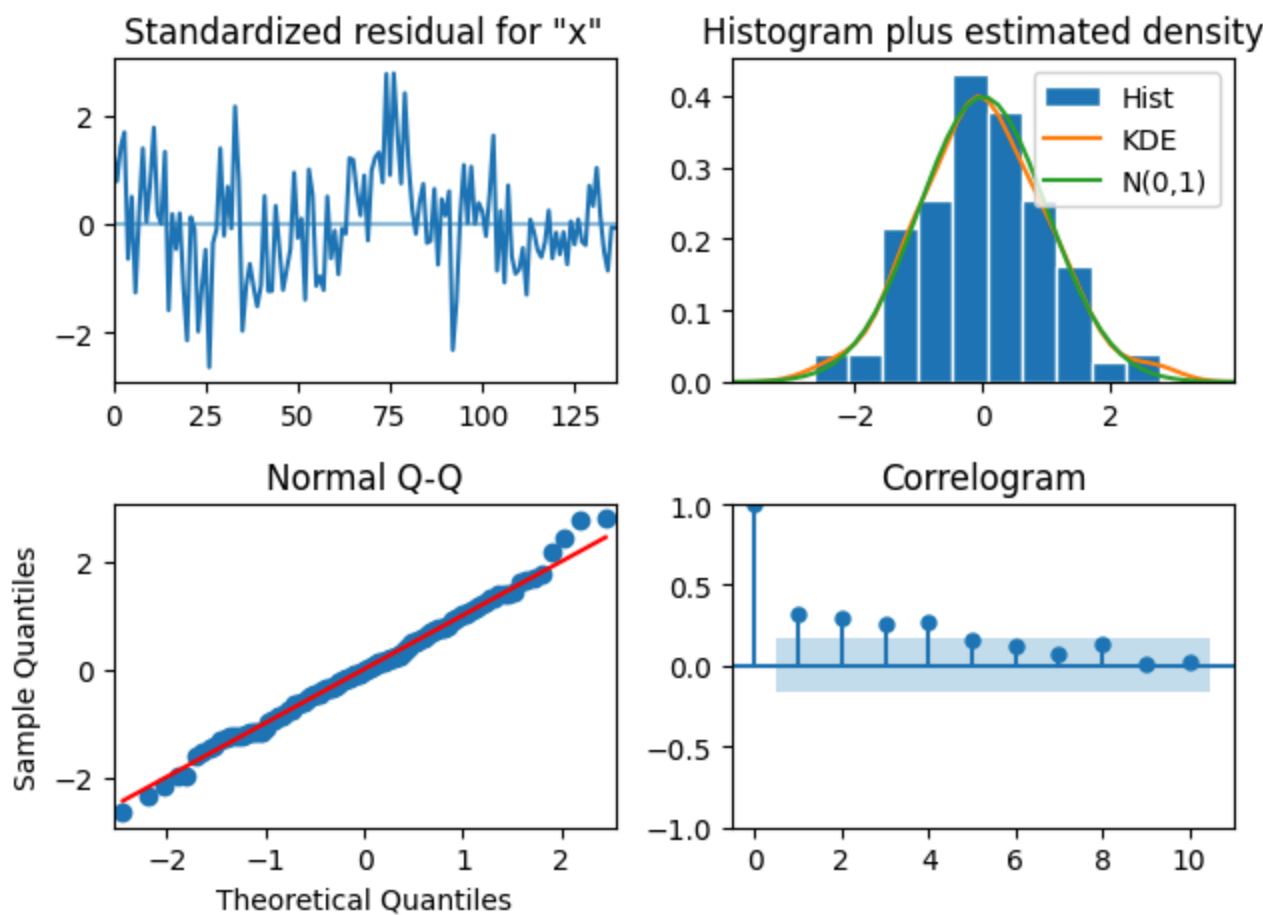 Standardized residual for "x"
2
0
−2
0 25 50 75 100 125
Histogram plus estimated density
0.4
0.3
0.2
0.1
0.0
Hist
KDE
N(0,1)
−2 0 2
Normal Q-Q
Sample Quantiles
2
0
−2
−2 −1 0 1 2
Theoretical Quantiles
Correlogram
1.0
0.5
0.0
−0.5
−1.0
0 2 4 6 8 10